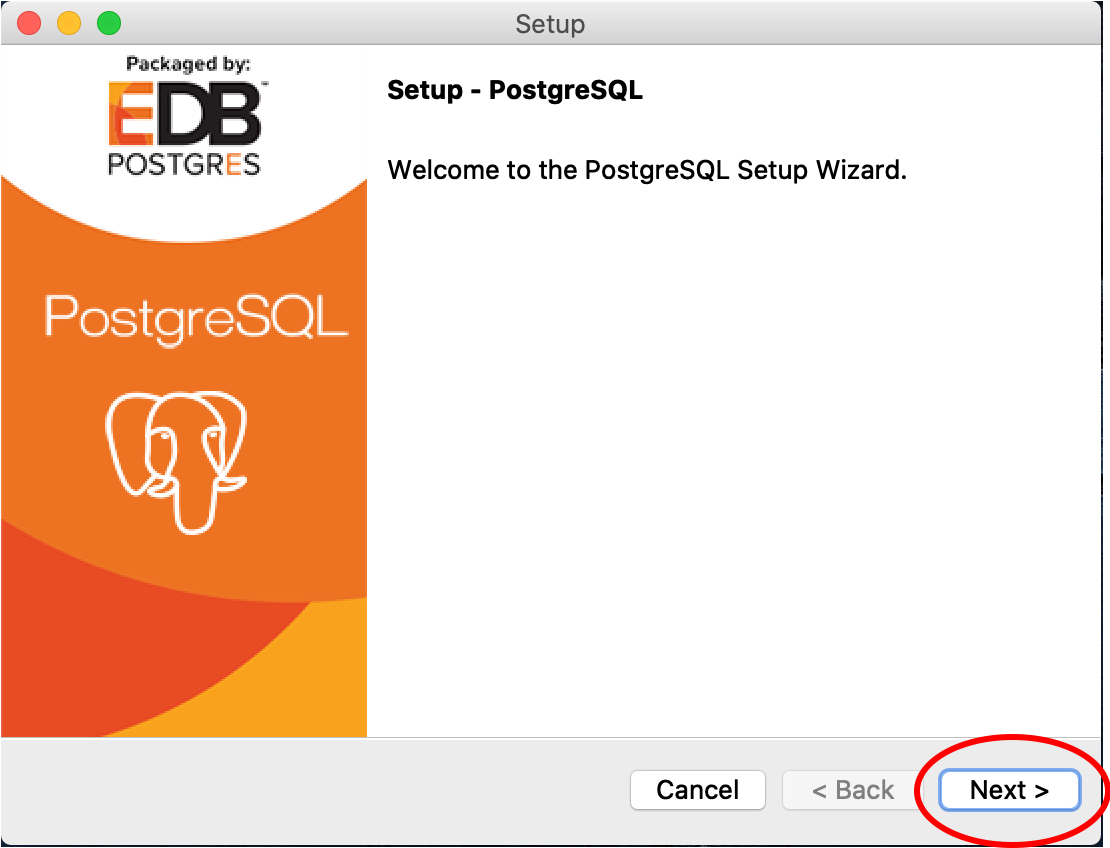 Setup
Packaged by:
EDB
POSTGRES
Setup - PostgreSQL
Welcome to the PostgreSQL Setup Wizard.
PostgreSQL
Cancel
< Back
Next >